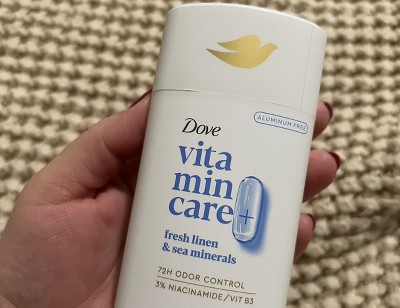 ALUMINUM FREE
Dove
vita
min
care+
fresh linen
& sea minerals
72H ODOR CONTROL
3% NIACINAMIDE/VIT B3